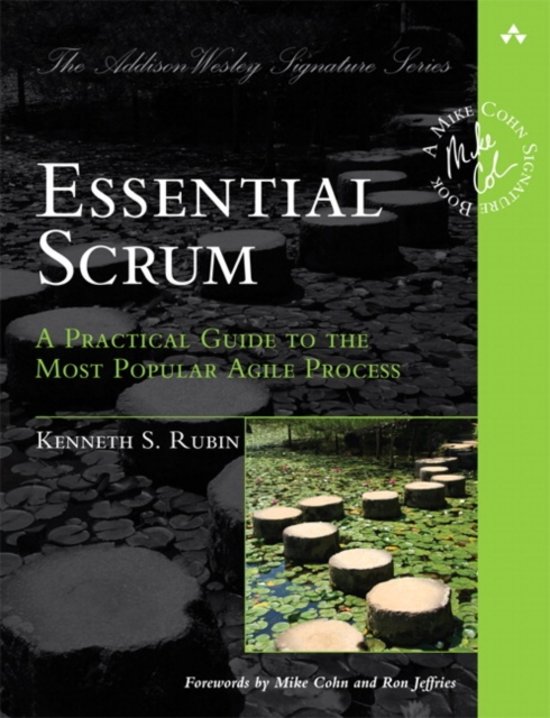 The Addison Wesley Signature Series
A MIKE COHN SIGNATURE BOOK
Mike Cohn
ESSENTIAL
SCRUM
A PRACTICAL GUIDE TO THE
MOST POPULAR AGILE PROCESS
KENNETH S. RUBIN
Forewords by Mike Cohn and Ron Jeffries